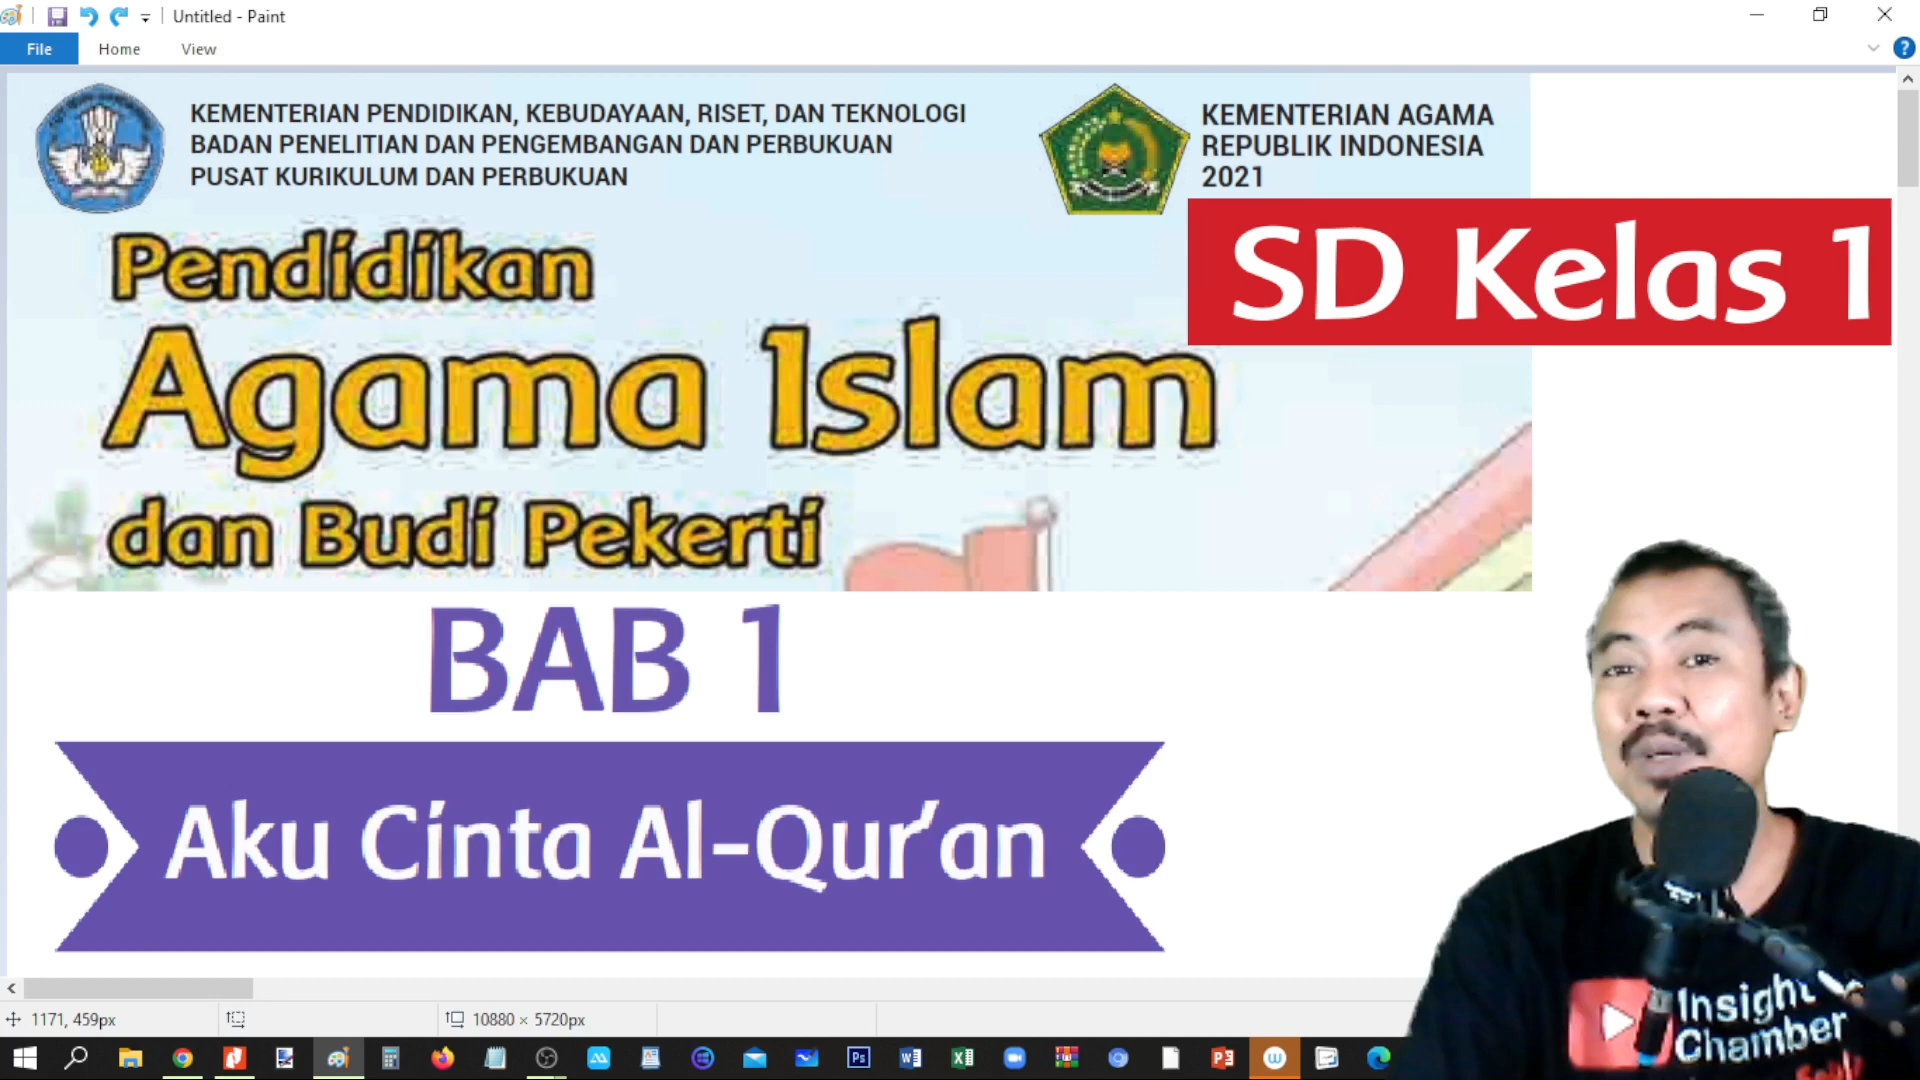 Untitled - Paint
File Home View
KEMENTERIAN PENDIDIKAN, KEBUDAYAAN, RISET, DAN TEKNOLOGI
BADAN PENELITIAN DAN PENGEMBANGAN DAN PERBUKUAN
PUSAT KURIKULUM DAN PERBUKUAN
KEMENTERIAN AGAMA
REPUBLIK INDONESIA
2021
SD Kelas 1
Pendidikan
Agama Islam
dan Budi Pekerti
BAB 1
Aku Cinta Al-Qur'an
Insight
Chamber
1171, 459px
10880 × 5720px